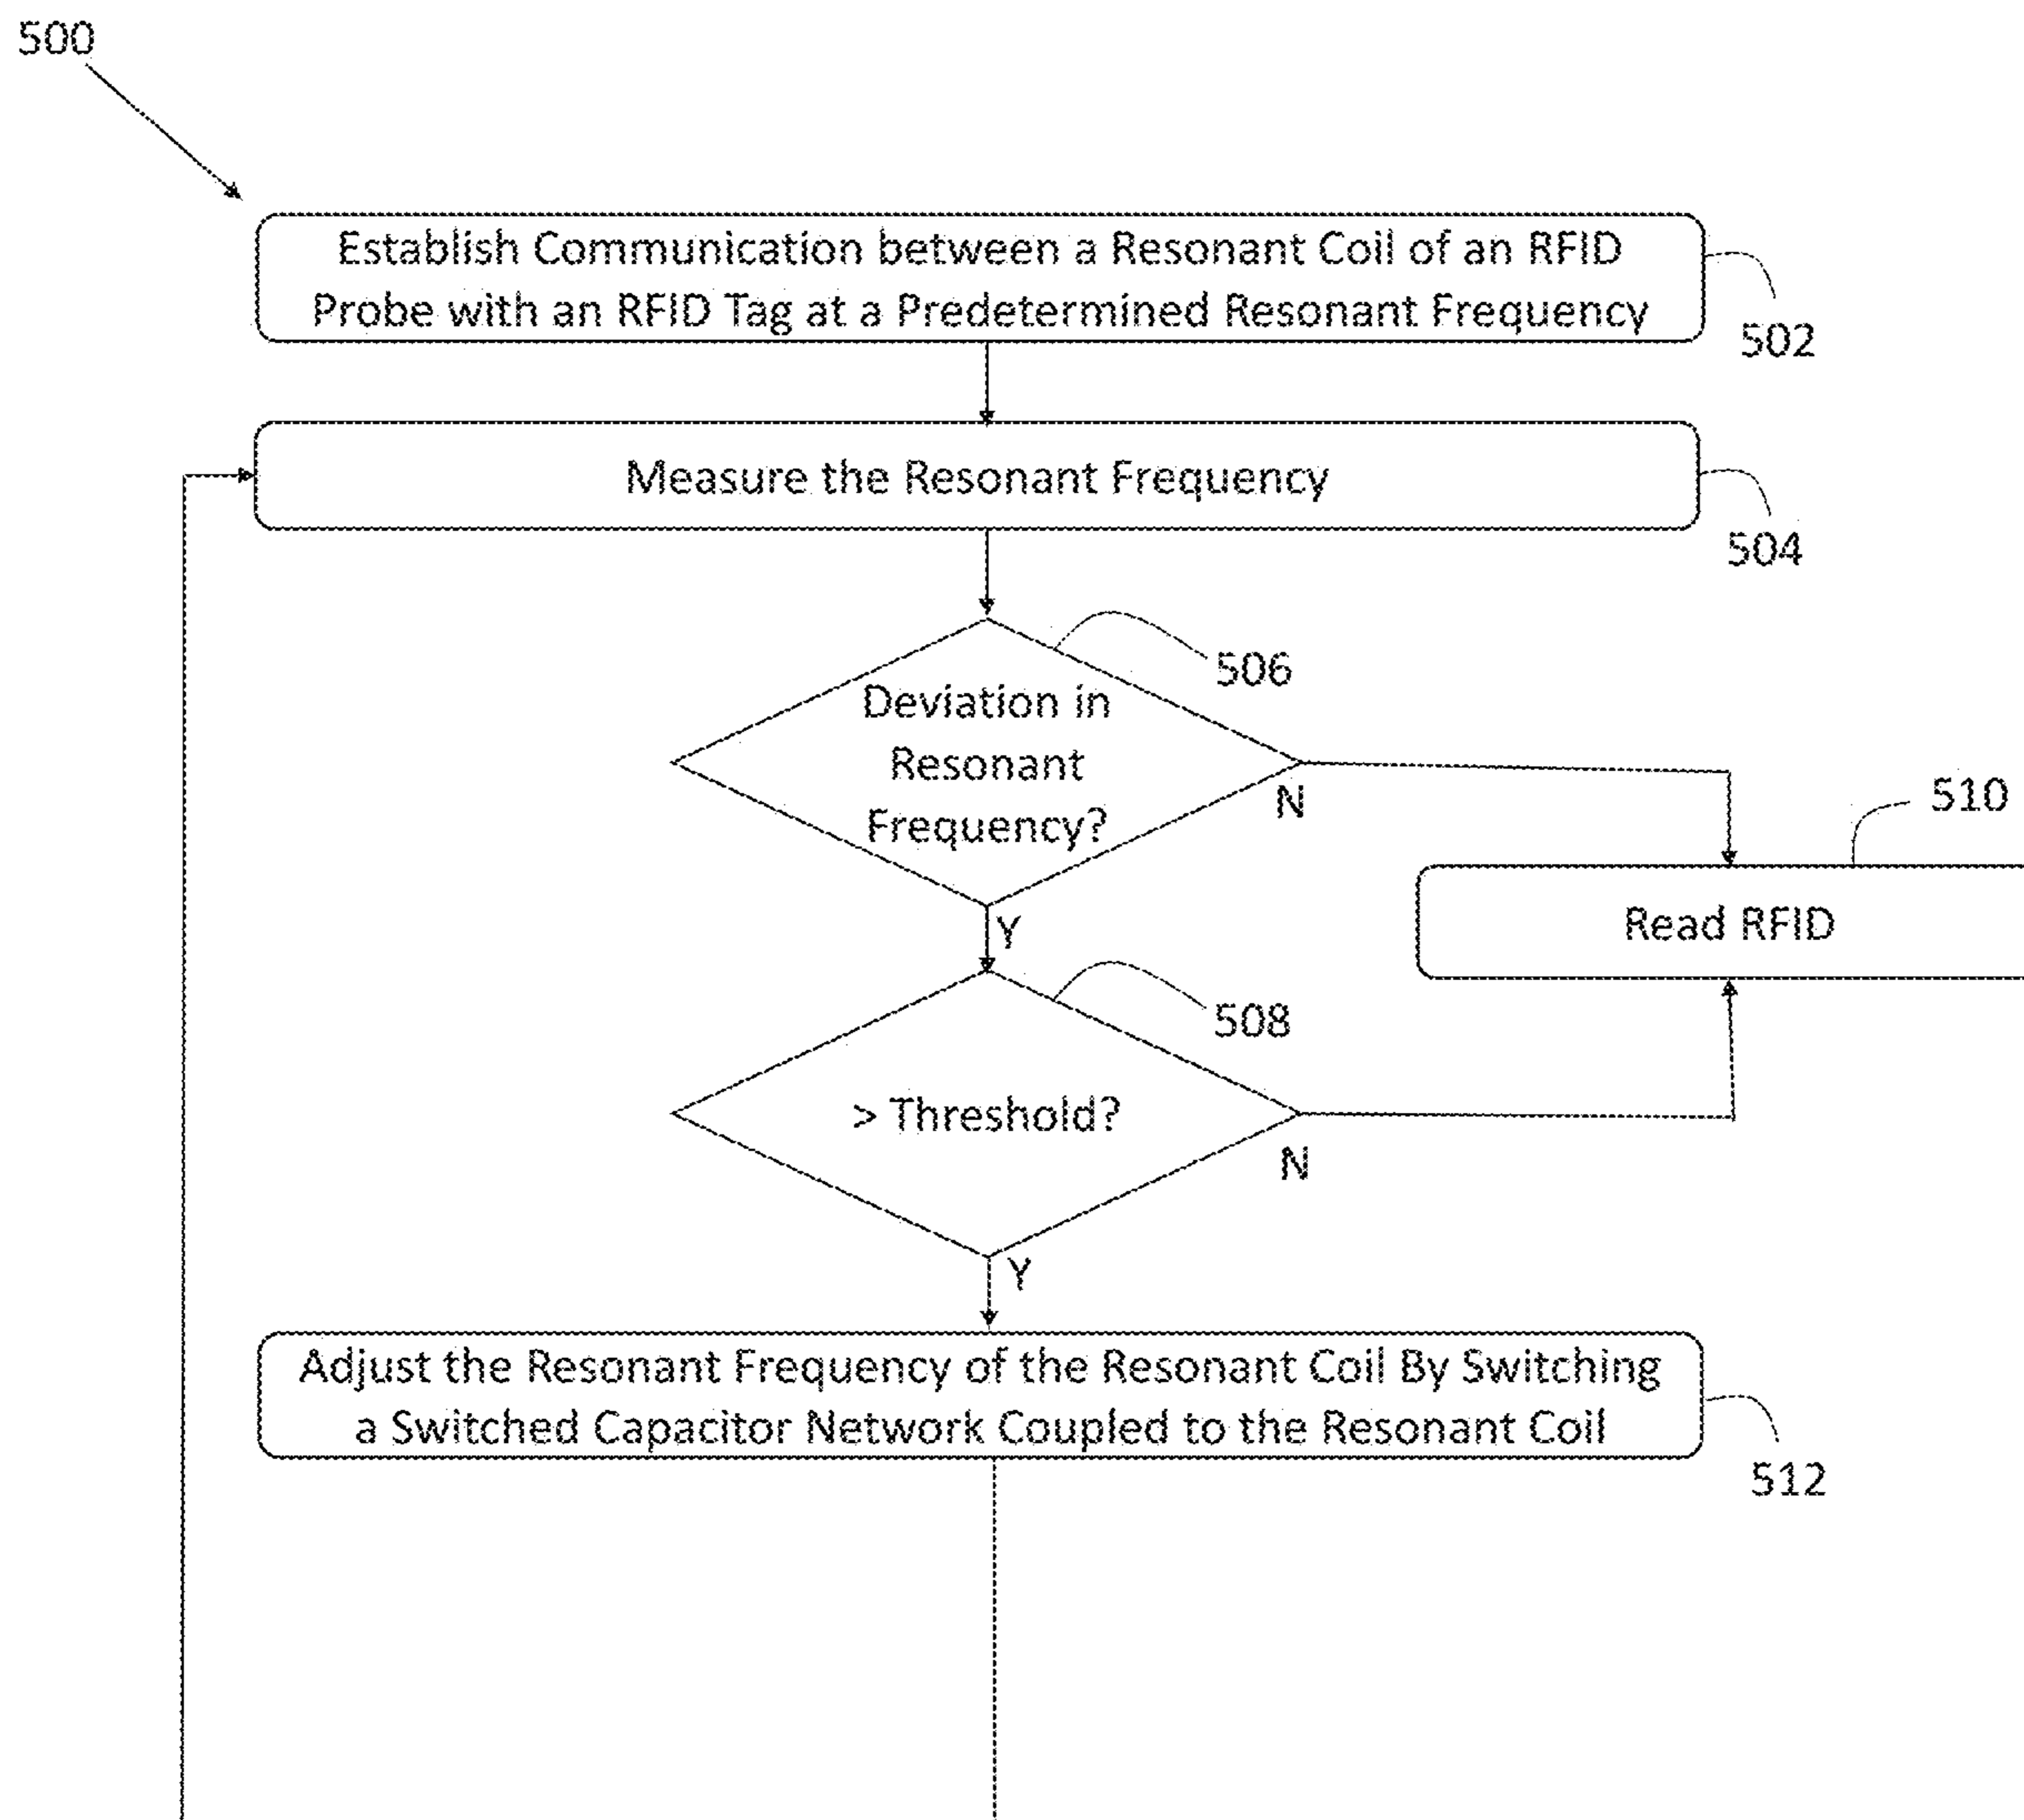 500
Establish Communication between a Resonant Coil of an RFID
Probe with an RFID Tag at a Predetermined Resonant Frequency
502
Measure the Resonant Frequency
504
506
Deviation in
Resonant
Frequency?
N
510
Read RFID
Y
508
> Threshold?
N
Y
Adjust the Resonant Frequency of the Resonant Coil By Switching
a Switched Capacitor Network Coupled to the Resonant Coil
512